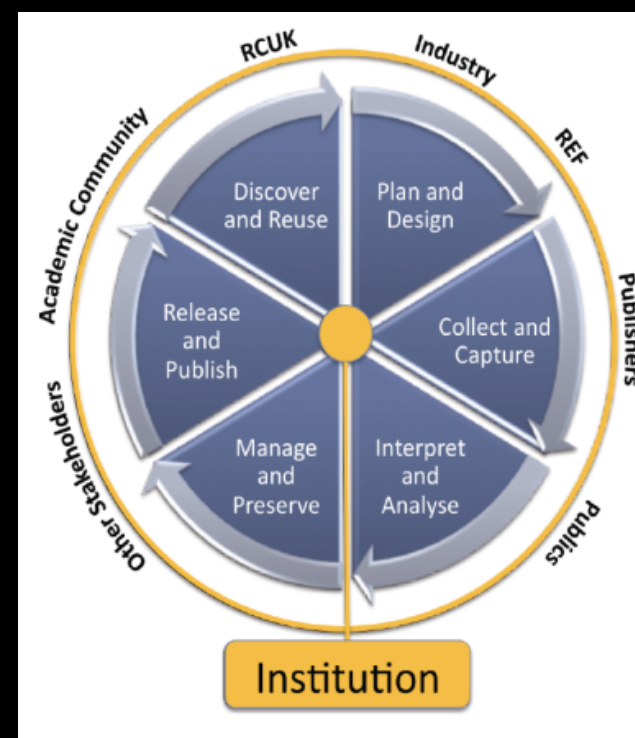 RCUK
Industry
REF
Publishers
Publics
Other Stakeholders
Academic Community
Discover
and Reuse
Plan and
Design
Collect and
Capture
Interpret
and
Analyse
Manage
and
Preserve
Release
and
Publish
Institution